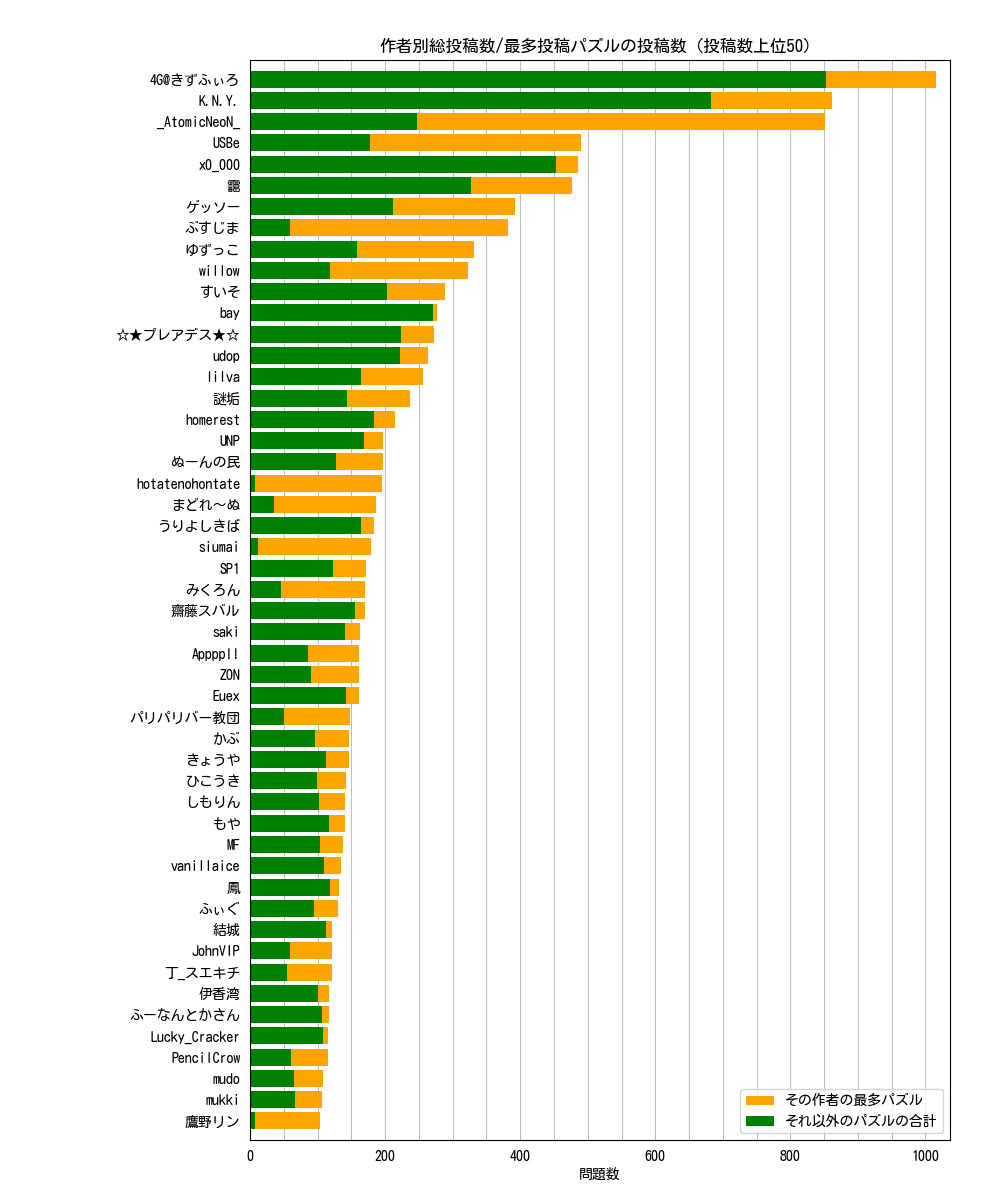 作者別総投稿数/最多投稿パズルの投稿数 (投稿数上位50)
4G@きずふぃろ
K.N.Y.
_AtomicNeoN_
USBe
x0_000
靄
ゲッソー
ぶすじま
ゆずっこ
willow
すいそ
bay
☆★プレアデス★☆
udop
lilva
謎垢
homerest
UNP
ぬーんの民
hotatenohontate
まどれ～ぬ
うりよしきば
siumai
SP1
みくろん
齋藤スバル
saki
Appppl!
ZON
Euex
パリパリバー教団
かぶ
きょうや
ひこうき
しもりん
もや
MF
vanillaice
鳳
ふぃぐ
結城
JohnVIP
丁_スエキチ
伊香湾
ふーなんとかさん
Lucky_Cracker
PencilCrow
mudo
mukki
鷹野リン
その作者の最多パズル
それ以外のパズルの合計
0 200 400 600 800 1000
問題数